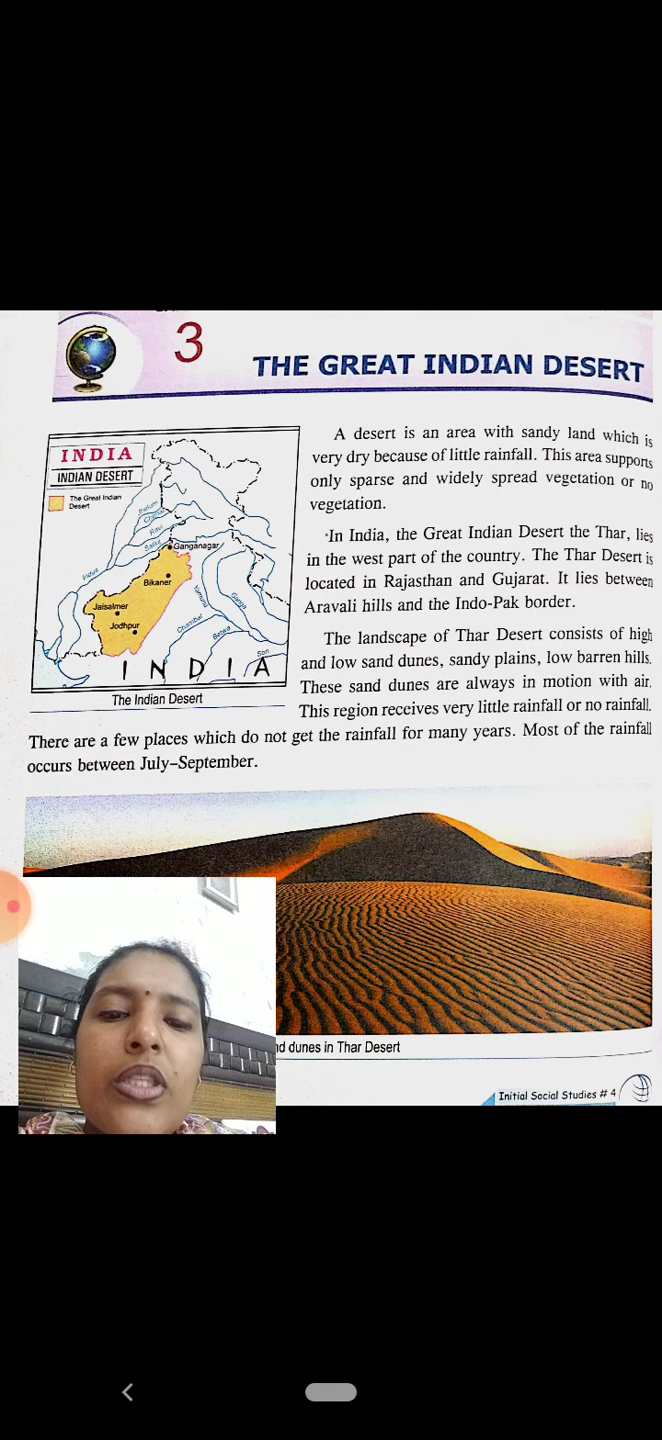 3
THE GREAT INDIAN DESERT
INDIA
INDIAN DESERT
The Great Indian
Desert
Jhelum
Chenab
Ravi
Satluj
Indus
Ganganagar
Bikaner
Jaisalmer
Jodhpur
Yamuna
Ganga
Chambal
Betwa
Son
INDIA
The Indian Desert
A desert is an area with sandy land which is
very dry because of little rainfall. This area supports
only sparse and widely spread vegetation or no
vegetation.
In India, the Great Indian Desert the Thar, lies
in the west part of the country. The Thar Desert is
located in Rajasthan and Gujarat. It lies between
Aravali hills and the Indo-Pak border.
The landscape of Thar Desert consists of high
and low sand dunes, sandy plains, low barren hills.
These sand dunes are always in motion with air.
This region receives very little rainfall or no rainfall.
There are a few places which do not get the rainfall for many years. Most of the rainfall
occurs between July–September.
dunes in Thar Desert
Initial Social Studies # 4